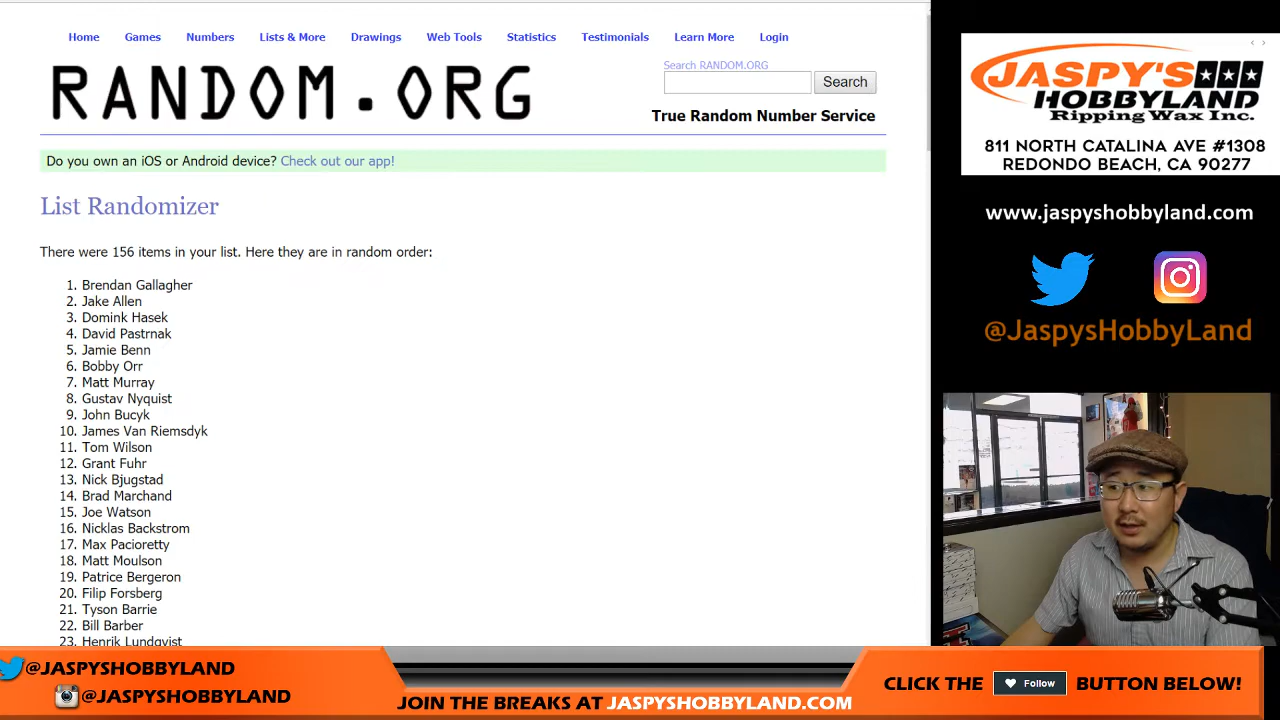 Home Games Numbers Lists & More Drawings Web Tools Statistics Testimonials Learn More Login
RANDOM.ORG
Search RANDOM.ORG
Search
True Random Number Service
Do you own an iOS or Android device? Check out our app!
List Randomizer
There were 156 items in your list. Here they are in random order:
1. Brendan Gallagher
2. Jake Allen
3. Domink Hasek
4. David Pastrnak
5. Jamie Benn
6. Bobby Orr
7. Matt Murray
8. Gustav Nyquist
9. John Bucyk
10. James Van Riemsdyk
11. Tom Wilson
12. Grant Fuhr
13. Nick Bjugstad
14. Brad Marchand
15. Joe Watson
16. Nicklas Backstrom
17. Max Pacioretty
18. Matt Moulson
19. Patrice Bergeron
20. Filip Forsberg
21. Tyson Barrie
22. Bill Barber
23. Henrik Lundqvist
JASPY'S
HOBBYLAND
Ripping Wax Inc.
811 NORTH CATALINA AVE #1308
REDONDO BEACH, CA 90277
www.jaspyshobbyland.com
@JaspysHobbyLand
@JASPYSHOBBYLAND
@JASPYSHOBBYLAND
JOIN THE BREAKS AT JASPYSHOBBYLAND.COM
CLICK THE Follow BUTTON BELOW!